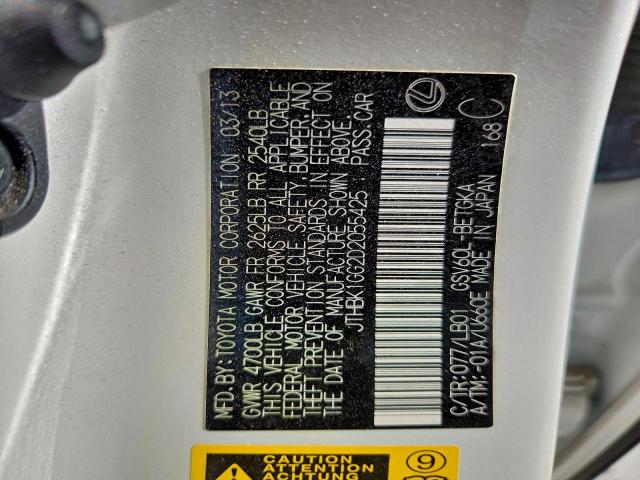 MFD. BY: TOYOTA MOTOR CORPORATION 03/13
GVWR 4700LB GAWR FR 2625LB RR 2540LB
THIS VEHICLE CONFORMS TO ALL APPLICABLE
FEDERAL MOTOR VEHICLE SAFETY, BUMPER, AND
THEFT PREVENTION STANDARDS IN EFFECT ON
THE DATE OF MANUFACTURE SHOWN ABOVE.
JTHBK1GG2D2055425 PASS. CAR
C/TR: 077/LB01 GSV60L-BETGKA
A/TM: -01A/U660E MADE IN JAPAN 168 C
CAUTION
ATTENTION
ACHTUNG
9